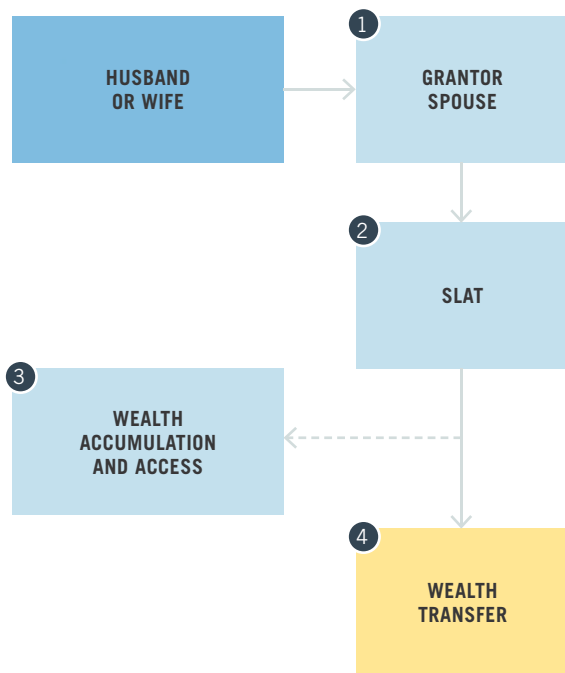 HUSBAND
OR WIFE
1
GRANTOR
SPOUSE
2
SLAT
3
WEALTH
ACCUMULATION
AND ACCESS
4
WEALTH
TRANSFER